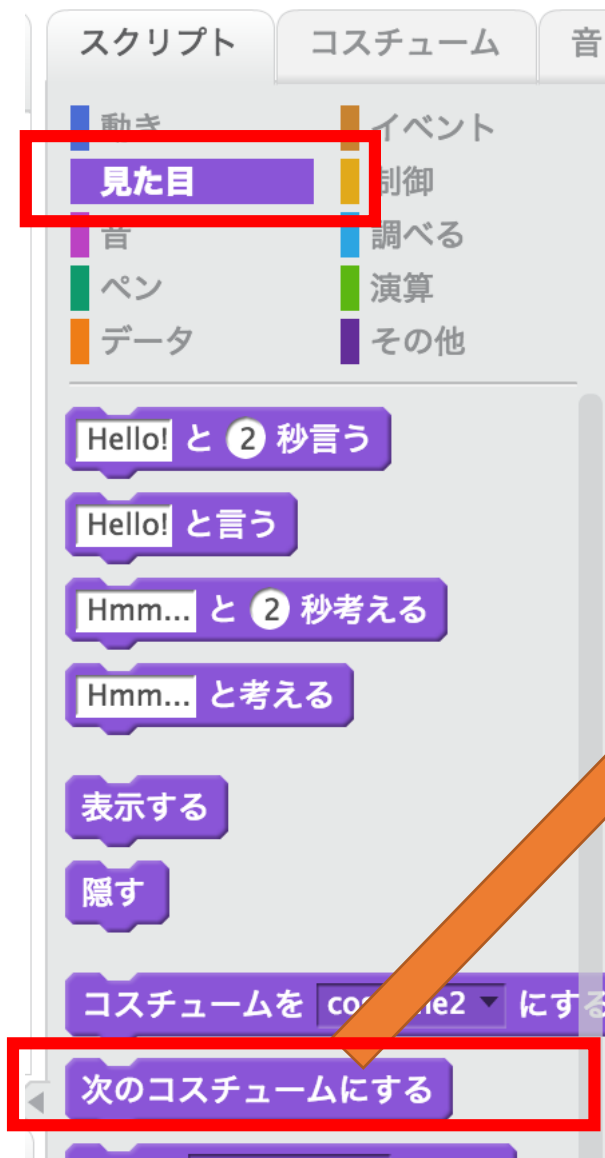 スクリプト コスチューム 音
動き イベント
見た目 制御
音 調べる
ペン 演算
データ その他
Hello! と 2 秒言う
Hello! と言う
Hmm... と 2 秒考える
Hmm... と考える
表示する
隠す
コスチュームを にする
次のコスチュームにする